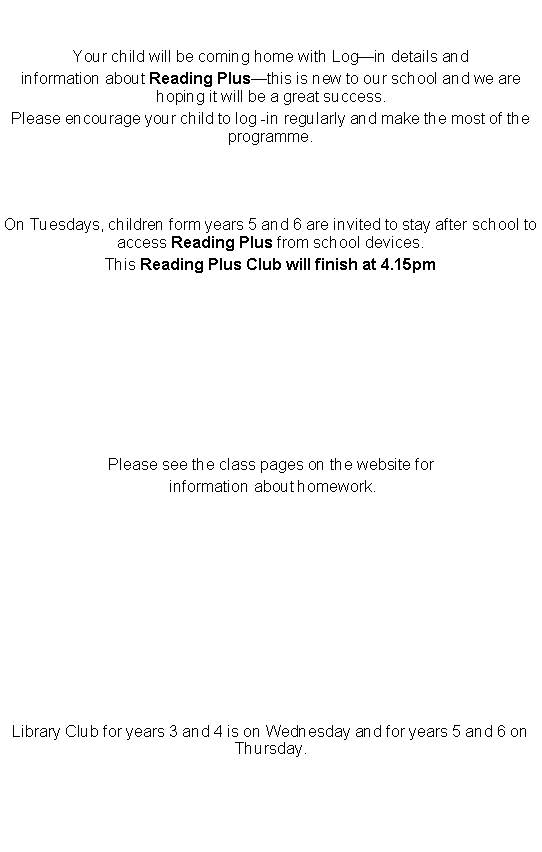 Your child will be coming home with Log—in details and
information about Reading Plus—this is new to our school and we are
hoping it will be a great success.
Please encourage your child to log -in regularly and make the most of the
programme.
On Tuesdays, children form years 5 and 6 are invited to stay after school to
access Reading Plus from school devices.
This Reading Plus Club will finish at 4.15pm
Please see the class pages on the website for
information about homework.
Library Club for years 3 and 4 is on Wednesday and for years 5 and 6 on
Thursday.